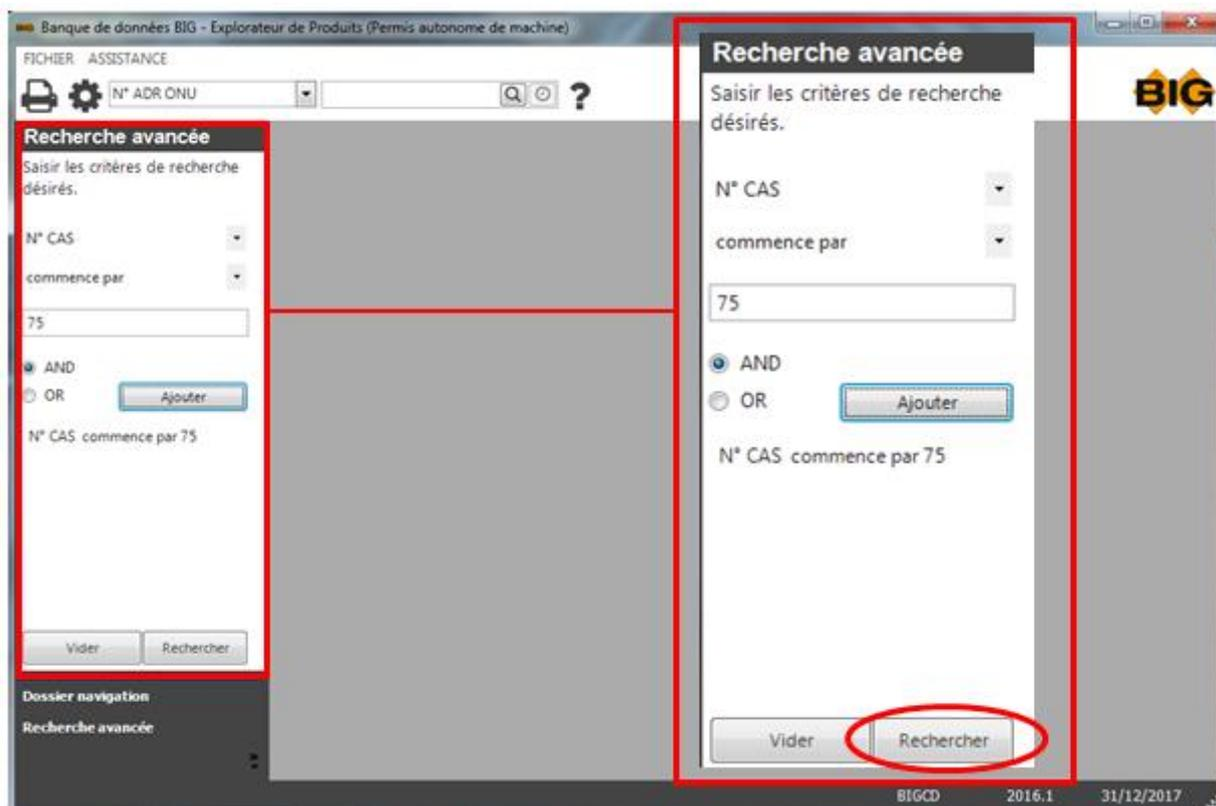 Banque de données BIG - Explorateur de Produits (Permis autonome de machine)
FICHIER ASSISTANCE
N° ADR ONU
?
BIG
Recherche avancée
Saisir les critères de recherche
désirés.
N° CAS
commence par
75
AND
OR
Ajouter
N° CAS commence par 75
Vider
Rechercher
Dossier navigation
Recherche avancée
Recherche avancée
Saisir les critères de recherche
désirés.
N° CAS
commence par
75
AND
OR
Ajouter
N° CAS commence par 75
Vider
Rechercher
BIGCD 2016.1 31/12/2017